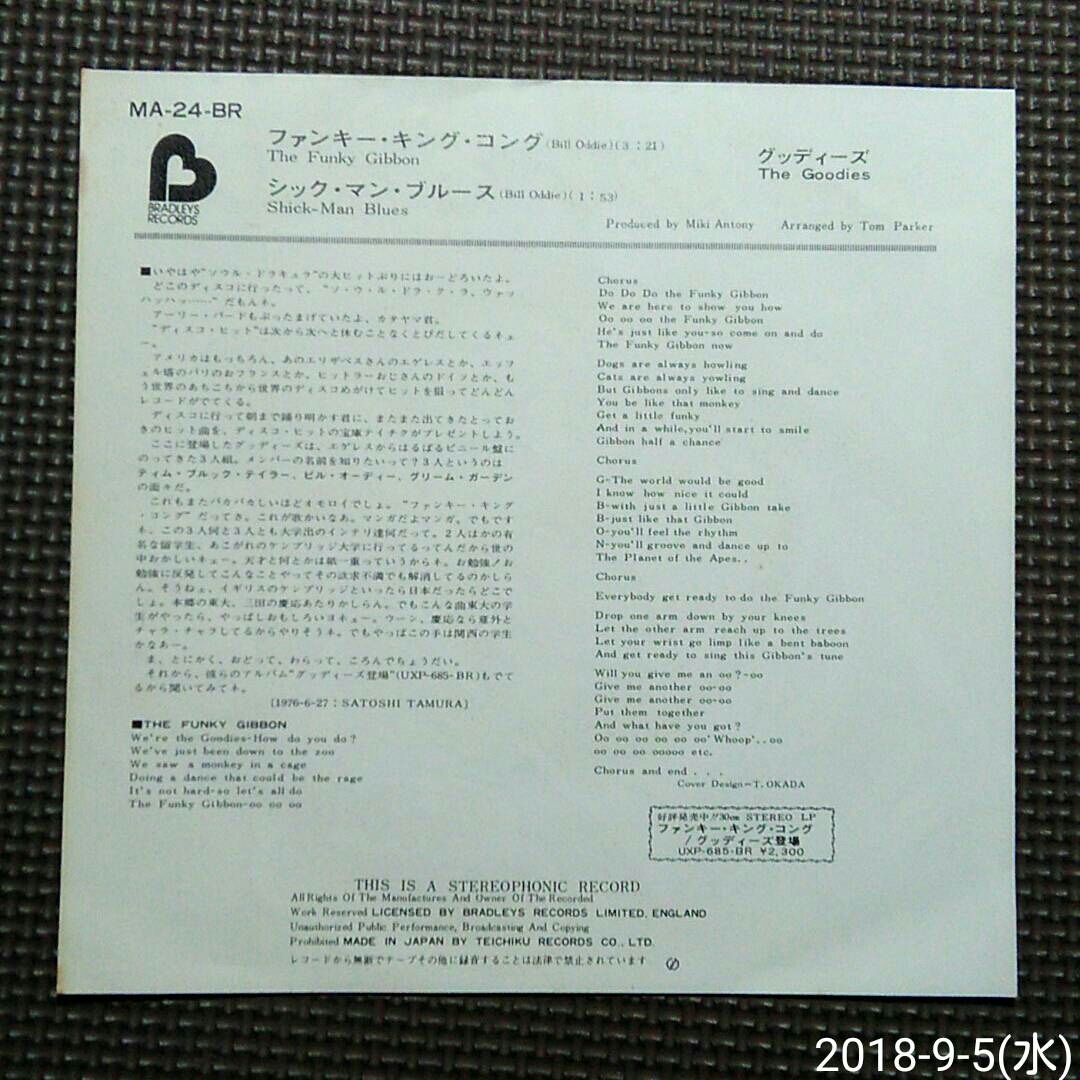 MA-24-BR
BRADLEYS
RECORDS
ファンキー・キング・コング (Bill Oddie) (3:21)
The Funky Gibbon
シック・マン・ブルース (Bill Oddie) (1:53)
Shick-Man Blues
グッディーズ
The Goodies
Produced by Miki Antony Arranged by Tom Parker
■いやはや“ソウル・ドラキュラ”の大ヒットぶりにはおーどろいたよ。
どこのディスコに行ったって、“ソ・ウ・ル・ド・ラ・ク・ラ、ウァッ
ハッハッ……”だもんネ。
アーリー・バードもぶったまげていたよ、カタヤマ君。
“ディスコ・ヒット”は次から次へと休むことなくとびだしてくるネェ
ー。
アメリカはもっちろん、あのエリザベスさんのエゲレスとか、エッフ
ェル塔のパリのおフランスとか、ヒットラーおじさんのドイツとか、も
う世界のあちこちから世界のディスコめがけてヒットを狙ってどんどん
レコードがでてくる。
ディスコに行って朝まで踊り明かす君に、またまた出てきたとってお
きのヒット曲を、ディスコ・ヒットの宝庫テイチクがプレゼントしよう。
ここに登場したグッディーズは、エゲレスからはるばるビニール盤に
のってきた3人組。メンバーの名前を知りたいって？3人というのは
ティム・ブルック・テイラー、ビル・オーディー、グリーム・ガーデン
の面々だ。
これもまたバカバカしいほどオモロイでしょ。“ファンキー・キング
・コング”だってさ。これが歌かいなあ。マンガだよマンガ。でもです
ネ、この3人何と3人とも大学出のインテリ達何だって。2人はかの有
名な留学生、あこがれのケンブリッジ大学に行ってるってんだから世の
中おかしいネェー。天才と何とかは紙一重っていうからネ。お勉強！お
勉強に反発してこんなことやってその欲求不満でも解消してるのかしら
ん。そうねェ、イギリスのケンブリッジといったら日本だったらどこで
しょ。本郷の東大、三田の慶応あたりかしらん。でもこんな曲東大の学
生がやったら、やっぱしおもしろいヨネェー。ウーン、慶応なら意外と
チャラ・チャラしてるからやりそうネ。でもやっぱこの手は関西の学生
かなあー。
ま、とにかく、おどって、わらって、ころんでちょうだい。
それから、彼らのアルバム“グッディーズ登場”(UXP-685-BR)もでて
るから聞いてみてネ。
(1976-6-27：SATOSHI TAMURA)
■THE FUNKY GIBBON
We're the Goodies-How do you do?
We've just been down to the zoo
We saw a monkey in a cage
Doing a dance that could be the rage
It's not hard-so let's all do
The Funky Gibbon-oo oo oo
Chorus
Do Do Do the Funky Gibbon
We are here to show you how
Oo oo oo the Funky Gibbon
He's just like you-so come on and do
The Funky Gibbon now
Dogs are always howling
Cats are always yowling
But Gibbons only like to sing and dance
You be like that monkey
Get a little funky
And in a while,you'll start to smile
Gibbon half a chance
Chorus
G-The world would be good
I know how nice it could
B-with just a little Gibbon take
B-just like that Gibbon
O-you'll feel the rhythm
N-you'll groove and dance up to
The Planet of the Apes..
Chorus
Everybody get ready to do the Funky Gibbon
Drop one arm down by your knees
Let the other arm reach up to the trees
Let your wrist go limp like a bent baboon
And get ready to sing this Gibbon's tune
Will you give me an oo?-oo
Give me another oo-oo
Give me another oo-oo
Put them together
And what have you got?
Oo oo oo oo oo oo'Whoop'..oo
oo oo oo ooooo etc.
Chorus and end . . .
Cover Design-T.OKADA
好評発売中!!30cm STEREO LP
ファンキー・キング・コング
/グッディーズ登場
UXP-685-BR ¥2,300
THIS IS A STEREOPHONIC RECORD
All Rights Of The Manufactures And Owner Of The Recorded
Work Reserved LICENSED BY BRADLEYS RECORDS LIMITED, ENGLAND
Unauthorized Public Performance, Broadcasting And Copying
Prohibited MADE IN JAPAN BY TEICHIKU RECORDS CO., LTD.
レコードから無断でテープその他に録音することは法律で禁止されています
2018-9-5(水)